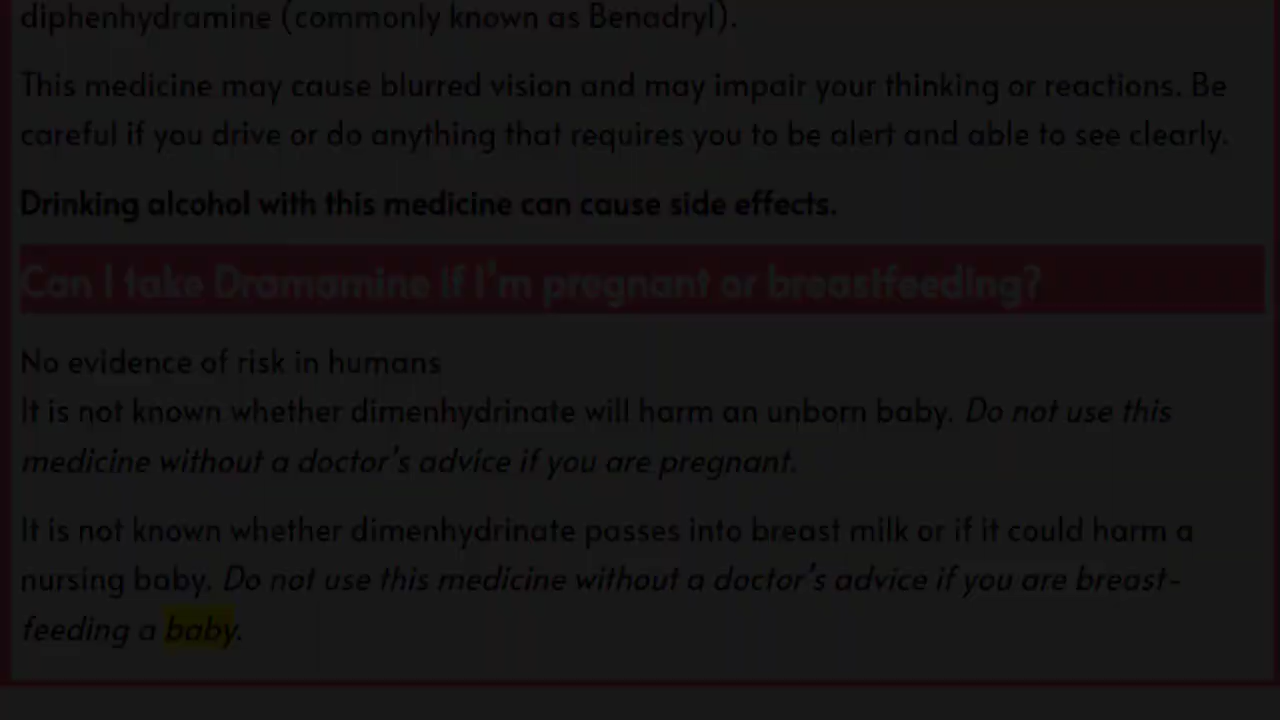 diphenhydramine (commonly known as Benadryl).
This medicine may cause blurred vision and may impair your thinking or reactions. Be
careful if you drive or do anything that requires you to be alert and able to see clearly.
Drinking alcohol with this medicine can cause side effects.
Can I take Dramamine if I'm pregnant or breastfeeding?
No evidence of risk in humans
It is not known whether dimenhydrinate will harm an unborn baby. Do not use this
medicine without a doctor's advice if you are pregnant.
It is not known whether dimenhydrinate passes into breast milk or if it could harm a
nursing baby. Do not use this medicine without a doctor's advice if you are breast-
feeding a baby.